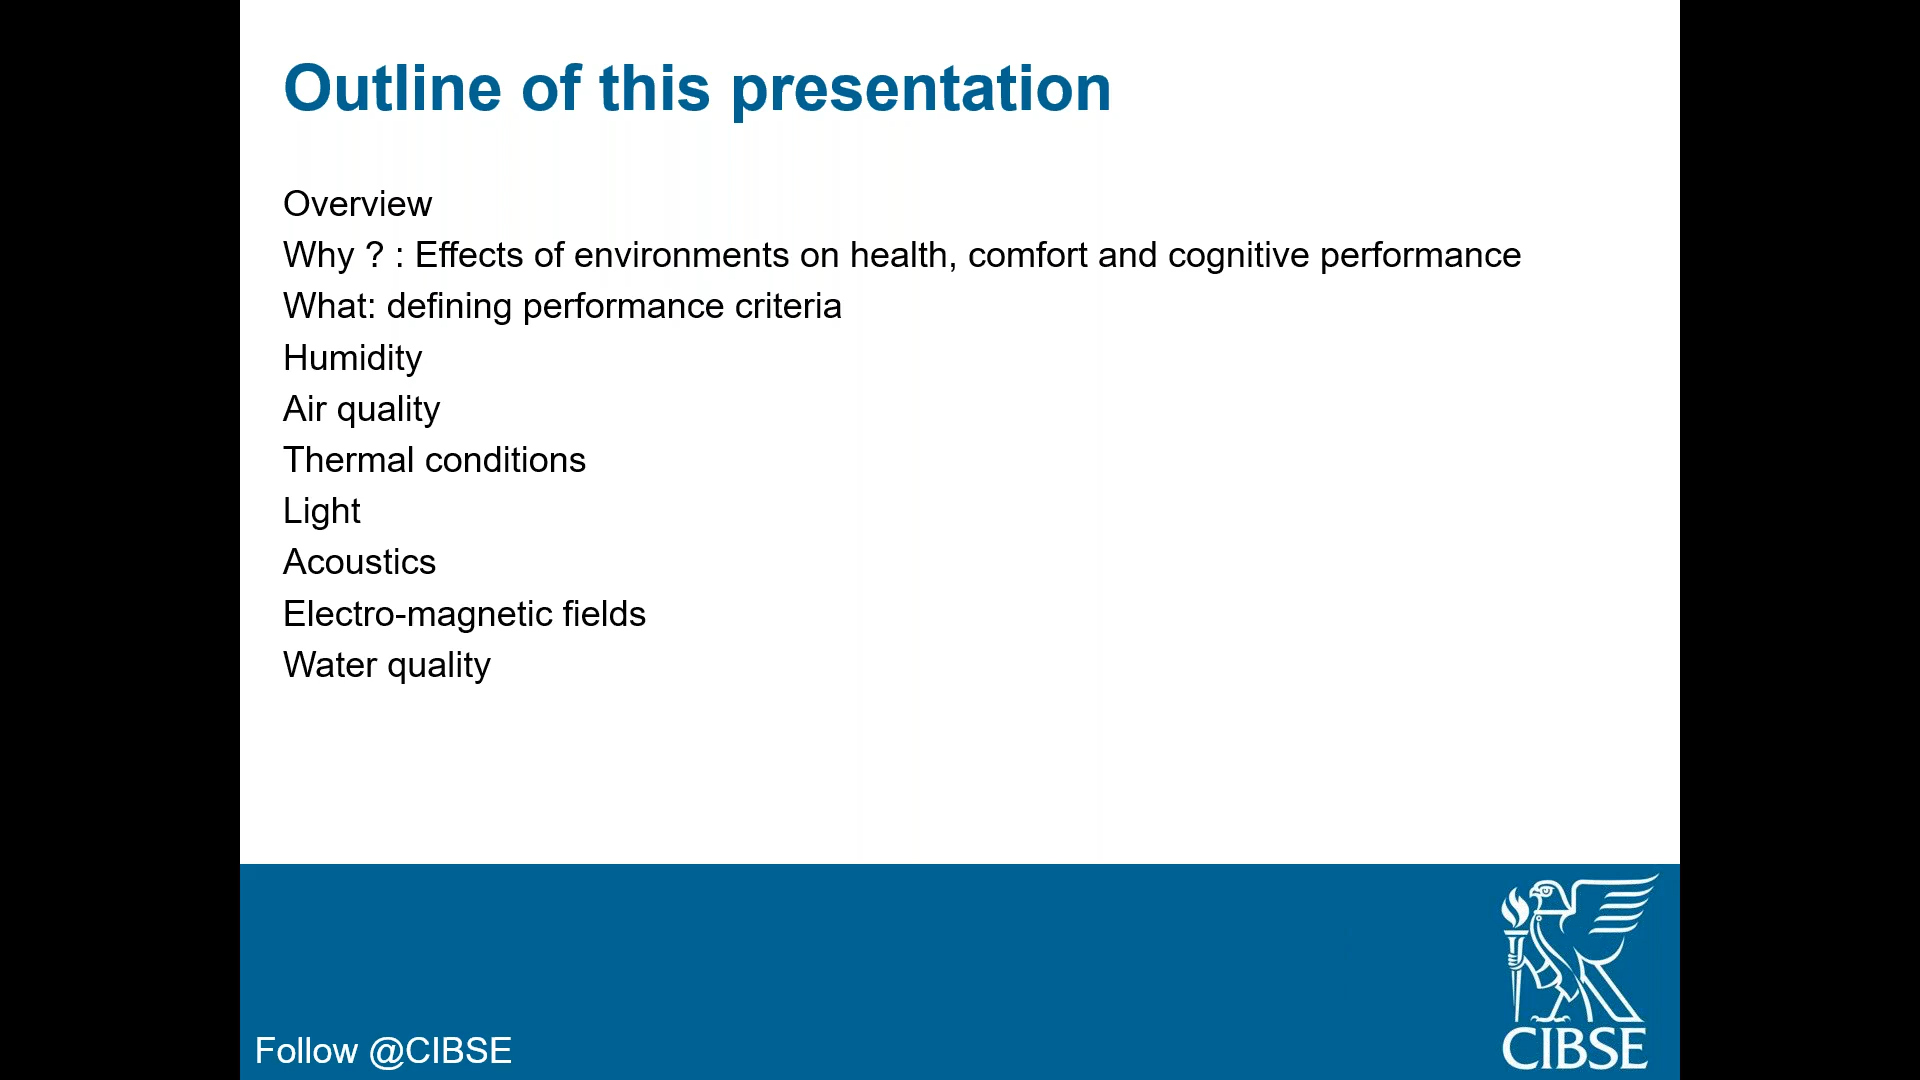 Outline of this presentation
Overview
Why ? : Effects of environments on health, comfort and cognitive performance
What: defining performance criteria
Humidity
Air quality
Thermal conditions
Light
Acoustics
Electro-magnetic fields
Water quality
Follow @CIBSE
CIBSE